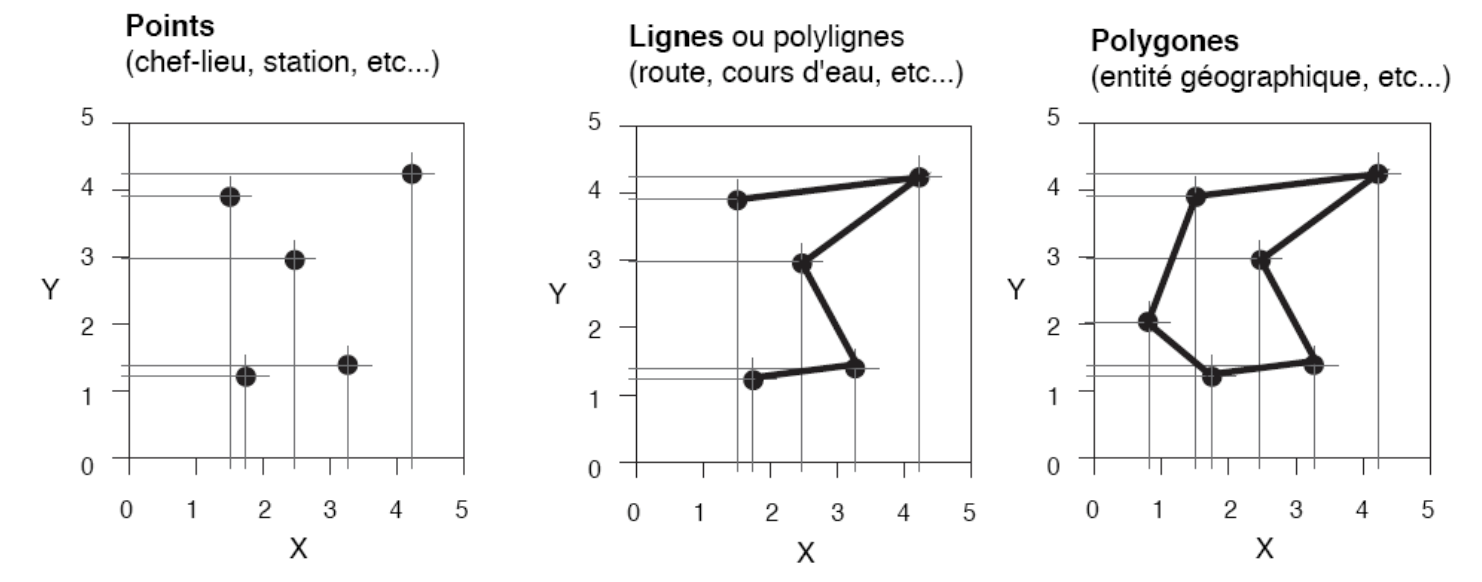 Points
(chef-lieu, station, etc...)
5
4
3
Y
2
1
0
0 1 2 3 4 5
X
Lignes ou polylignes
(route, cours d'eau, etc...)
5
4
3
Y
2
1
0
0 1 2 3 4 5
X
Polygones
(entité géographique, etc...)
5
4
3
Y
2
1
0
0 1 2 3 4 5
X